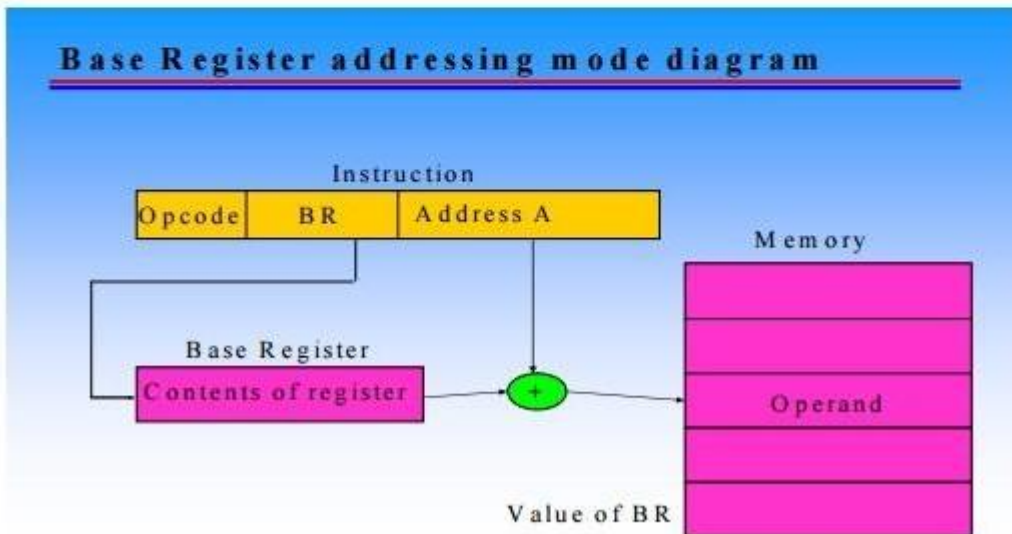 Base Register addressing mode diagram
Instruction
Opcode BR Address A
Memory
Base Register
Contents of register
+
Operand
Value of BR